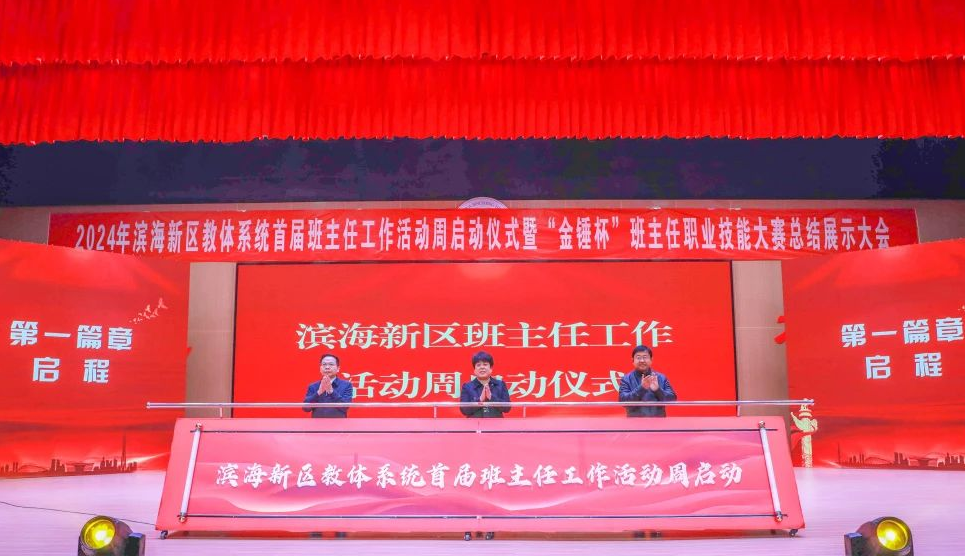 2024年滨海新区教体系统首届班主任工作活动周启动仪式暨“金锤杯”班主任职业技能大赛总结展示大会
第一篇章
启程
滨海新区班主任工作
活动周 动仪式
第一篇章
启程
滨海新区教体系统首届班主任工作活动周启动